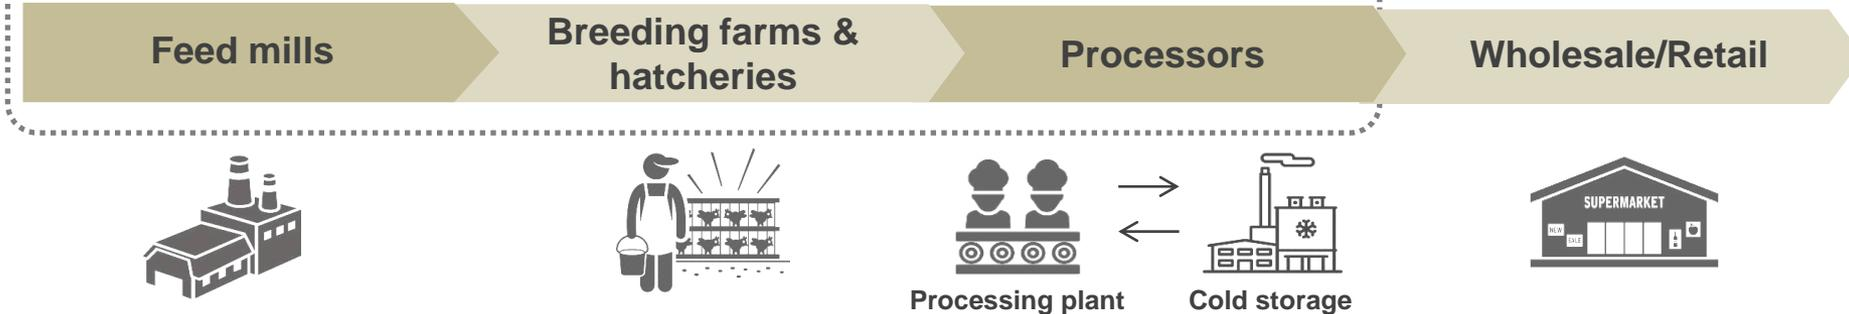 Feed mills
Breeding farms &
hatcheries
Processors
Wholesale/Retail
SUPERMARKET
NEW
SALE
Processing plant
Cold storage